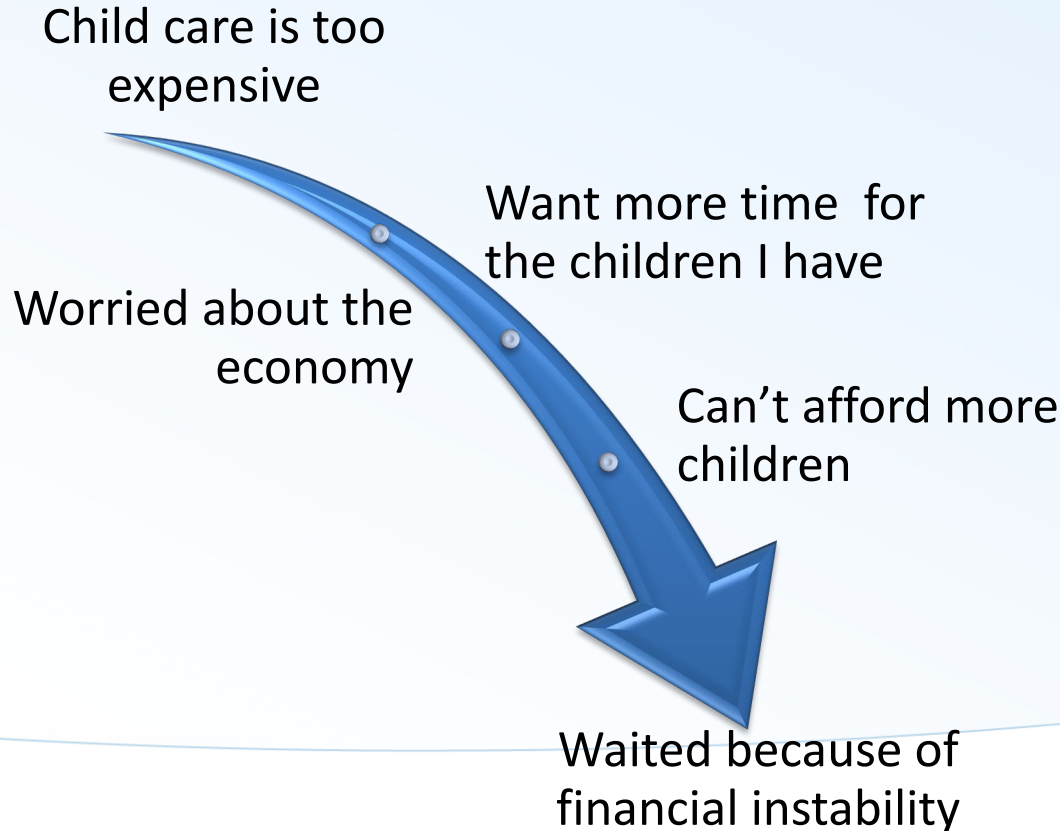 Child care is too
expensive
Want more time  for
the children I have
Worried about the
economy
Can’t afford more
children
Waited because of
financial instability